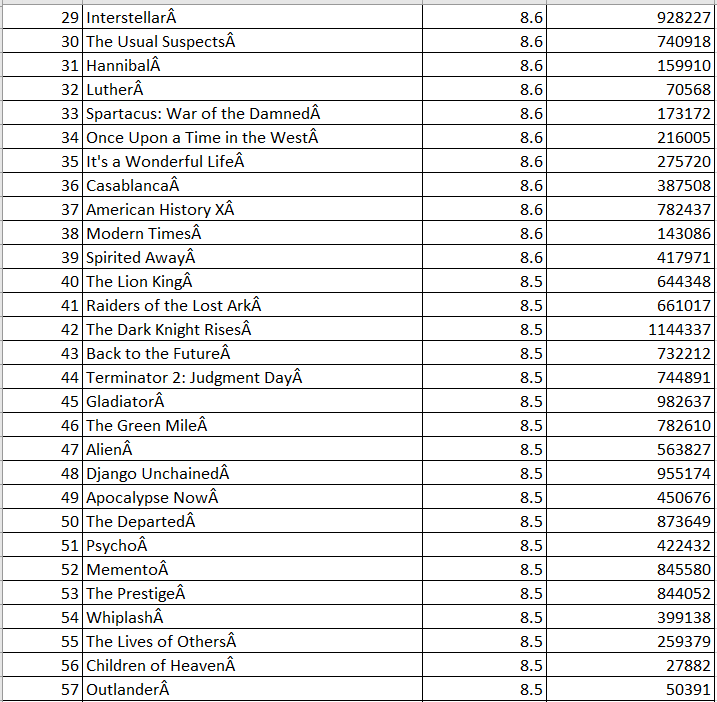 29 InterstellarÂ 8.6 928227
30 The Usual SuspectsÂ 8.6 740918
31 HannibalÂ 8.6 159910
32 LutherÂ 8.6 70568
33 Spartacus: War of the DamnedÂ 8.6 173172
34 Once Upon a Time in the WestÂ 8.6 216005
35 It's a Wonderful LifeÂ 8.6 275720
36 CasablancaÂ 8.6 387508
37 American History XÂ 8.6 782437
38 Modern TimesÂ 8.6 143086
39 Spirited AwayÂ 8.6 417971
40 The Lion KingÂ 8.5 644348
41 Raiders of the Lost ArkÂ 8.5 661017
42 The Dark Knight RisesÂ 8.5 1144337
43 Back to the FutureÂ 8.5 732212
44 Terminator 2: Judgment DayÂ 8.5 744891
45 GladiatorÂ 8.5 982637
46 The Green MileÂ 8.5 782610
47 AlienÂ 8.5 563827
48 Django UnchainedÂ 8.5 955174
49 Apocalypse NowÂ 8.5 450676
50 The DepartedÂ 8.5 873649
51 PsychoÂ 8.5 422432
52 MementoÂ 8.5 845580
53 The PrestigeÂ 8.5 844052
54 WhiplashÂ 8.5 399138
55 The Lives of OthersÂ 8.5 259379
56 Children of HeavenÂ 8.5 27882
57 OutlanderÂ 8.5 50391